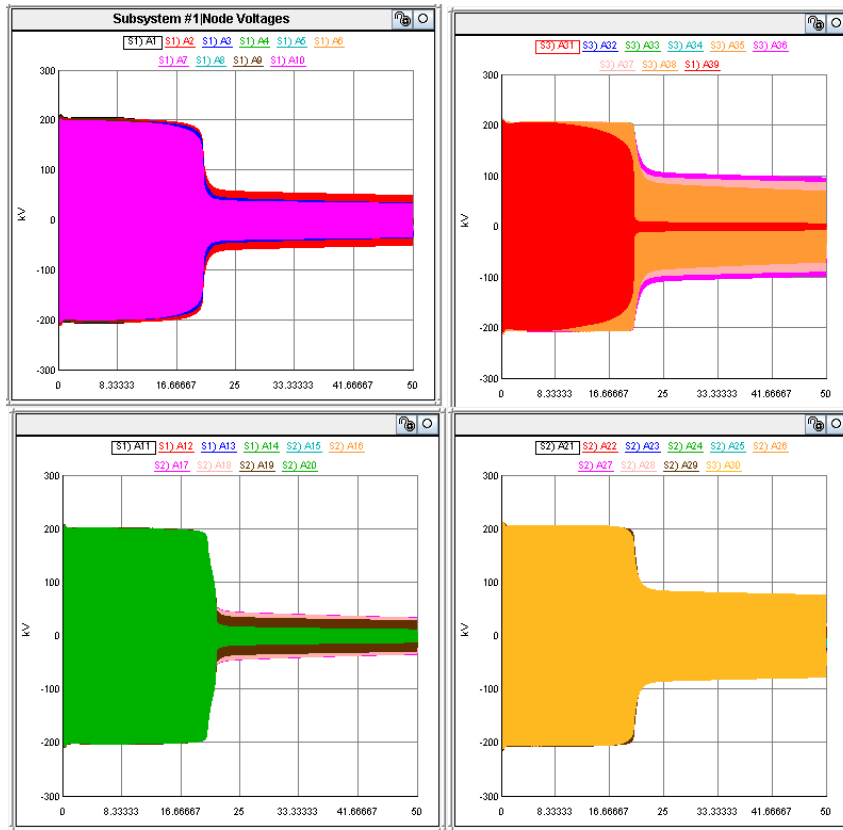 Subsystem #1|Node Voltages
S1) A1 S1) A2 S1) A3 S1) A4 S1) A5 S1) A6
S1) A7 S1) A8 S1) A9 S1) A10
300
200
100
0
-100
-200
-300
kV
0 8.33333 16.66667 25 33.33333 41.66667 50
S3) A31 S3) A32 S3) A33 S3) A34 S3) A35 S3) A36
S3) A37 S3) A38 S1) A39
300
200
100
0
-100
-200
-300
kV
0 8.33333 16.66667 25 33.33333 41.66667 50
S1) A11 S1) A12 S1) A13 S1) A14 S2) A15 S2) A16
S2) A17 S2) A18 S2) A19 S2) A20
300
200
100
0
-100
-200
-300
kV
0 8.33333 16.66667 25 33.33333 41.66667 50
S2) A21 S2) A22 S2) A23 S2) A24 S2) A25 S2) A26
S2) A27 S2) A28 S2) A29 S3) A30
300
200
100
0
-100
-200
-300
kV
0 8.33333 16.66667 25 33.33333 41.66667 50